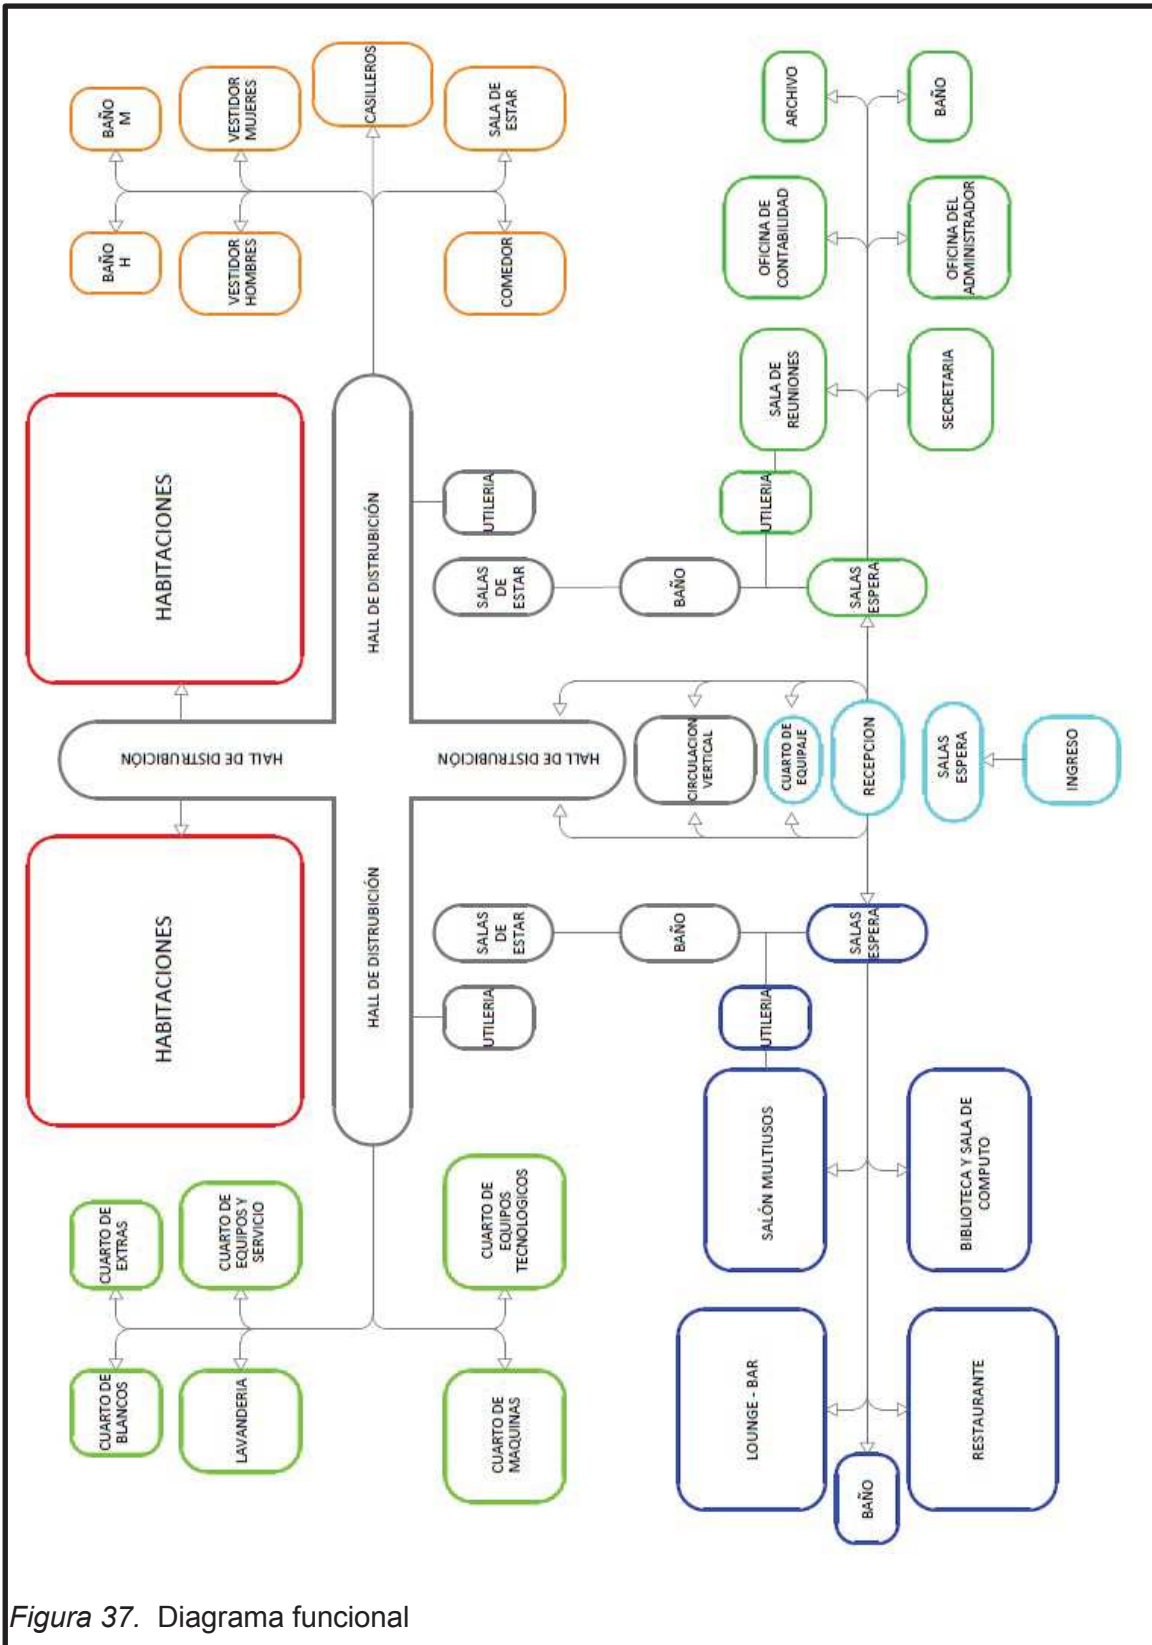 CUARTO DE
BLANCOS
CUARTO DE
EXTRAS
LAVANDERIA
CUARTO DE
EQUIPOS Y
SERVICIO
CUARTO DE
MAQUINAS
CUARTO DE
EQUIPOS
TECNOLOGICOS
HABITACIONES
HABITACIONES
HALL DE DISTRUBICIÓN
HALL DE DISTRUBICIÓN
HALL DE DISTRUBICIÓN
HALL DE DISTRUBICIÓN
BAÑO
H
BAÑO
M
VESTIDOR
HOMBRES
VESTIDOR
MUJERES
CASILLEROS
COMEDOR
SALA DE
ESTAR
UTILERIA
SALAS
DE
ESTAR
SALAS
DE
ESTAR
UTILERIA
BAÑO
CIRCULACION
VERTICAL
BAÑO
LOUNGE - BAR
SALÓN MULTIUSOS
UTILERIA
CUARTO DE
EQUIPAJE
UTILERIA
SALA DE
REUNIONES
OFICINA DE
CONTABILIDAD
ARCHIVO
BAÑO
SALAS
ESPERA
RECEPCION
SALAS
ESPERA
RESTAURANTE
BIBLIOTECA Y SALA DE
COMPUTO
SALAS
ESPERA
SECRETARIA
OFICINA DEL
ADMINISTRADOR
BAÑO
INGRESO
Figura 37. Diagrama funcional